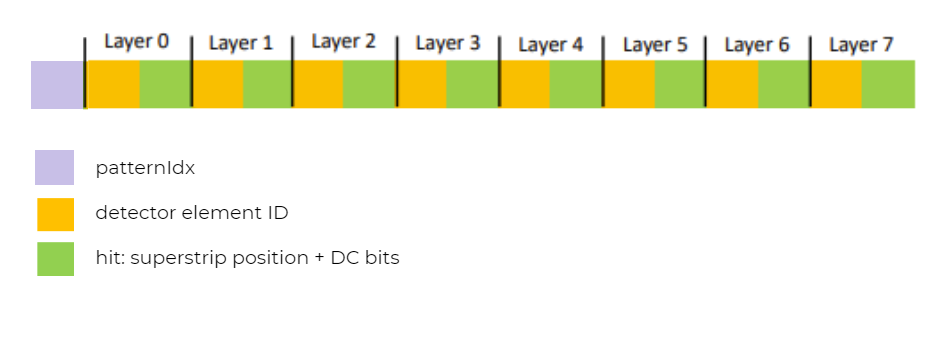 Layer 0 Layer 1 Layer 2 Layer 3 Layer 4 Layer 5 Layer 6 Layer 7
patternIdx
detector element ID
hit: superstrip position + DC bits